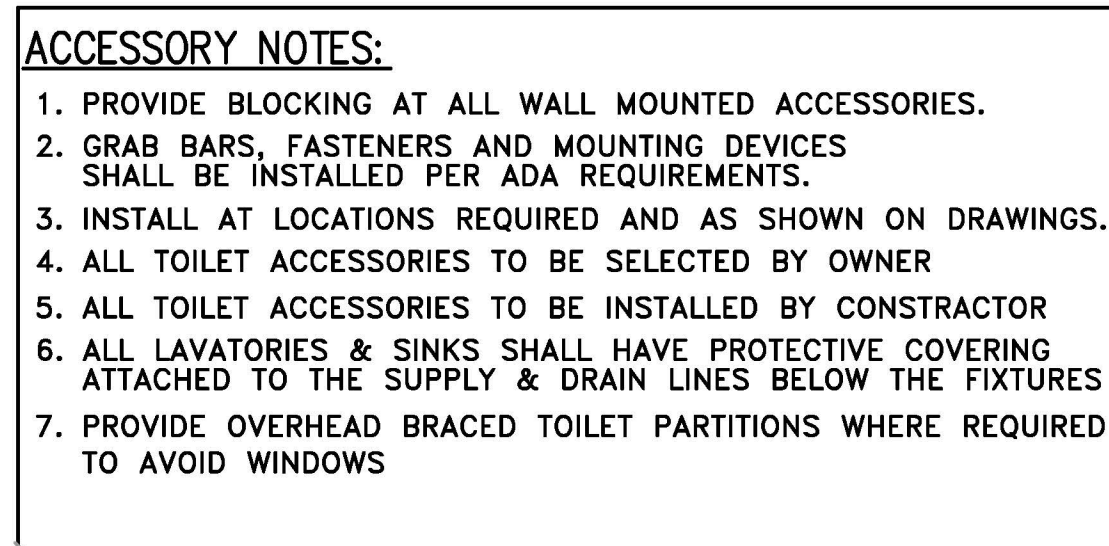 ACCESSORY NOTES:
1. PROVIDE BLOCKING AT ALL WALL MOUNTED ACCESSORIES.
2. GRAB BARS, FASTENERS AND MOUNTING DEVICES
SHALL BE INSTALLED PER ADA REQUIREMENTS.
3. INSTALL AT LOCATIONS REQUIRED AND AS SHOWN ON DRAWINGS.
4. ALL TOILET ACCESSORIES TO BE SELECTED BY OWNER
5. ALL TOILET ACCESSORIES TO BE INSTALLED BY CONSTRACTOR
6. ALL LAVATORIES & SINKS SHALL HAVE PROTECTIVE COVERING
ATTACHED TO THE SUPPLY & DRAIN LINES BELOW THE FIXTURES
7. PROVIDE OVERHEAD BRACED TOILET PARTITIONS WHERE REQUIRED
TO AVOID WINDOWS